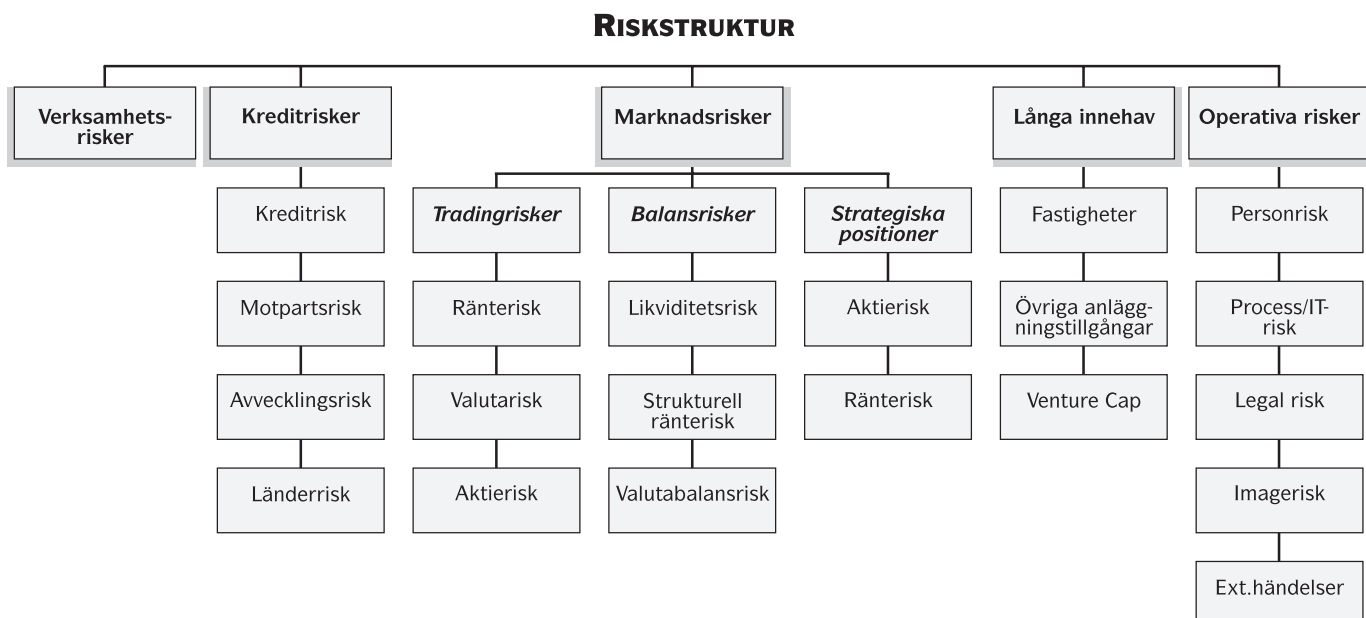 RISKSTRUKTUR
Verksamhets-
risker
Kreditrisker
Marknadsrisker
Långa innehav
Operativa risker
Kreditrisk
Tradingrisker
Balansrisker
Strategiska
positioner
Fastigheter
Personrisk
Motpartsrisk
Ränterisk
Likviditetsrisk
Aktierisk
Övriga anlägg-
ningstillgångar
Process/IT-
risk
Avvecklingsrisk
Valutarisk
Strukturell
ränterisk
Ränterisk
Venture Cap
Legal risk
Länderrisk
Aktierisk
Valutabalansrisk
Imagerisk
Ext.händelser